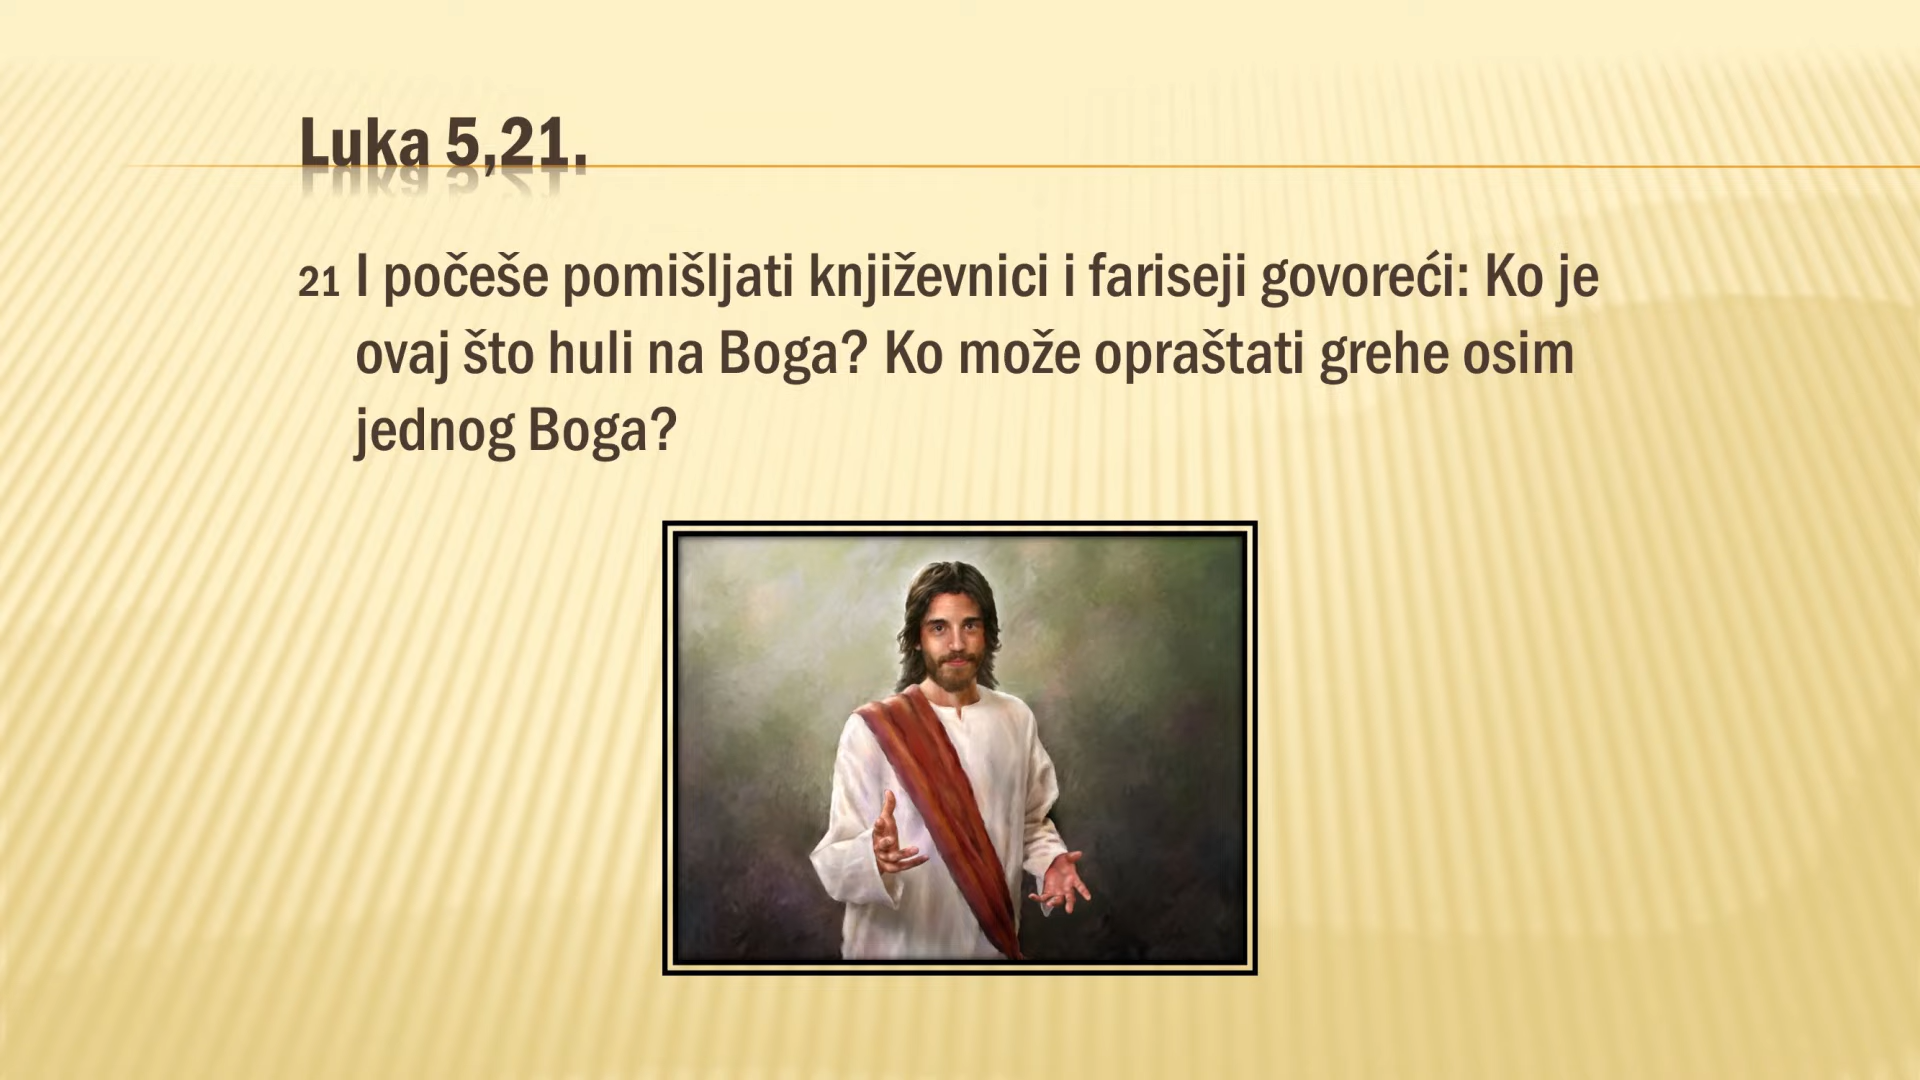 Luka 5,21.
21 I počeše pomišljati književnici i fariseji govoreći: Ko je
ovaj što huli na Boga? Ko može opraštati grehe osim
jednog Boga?